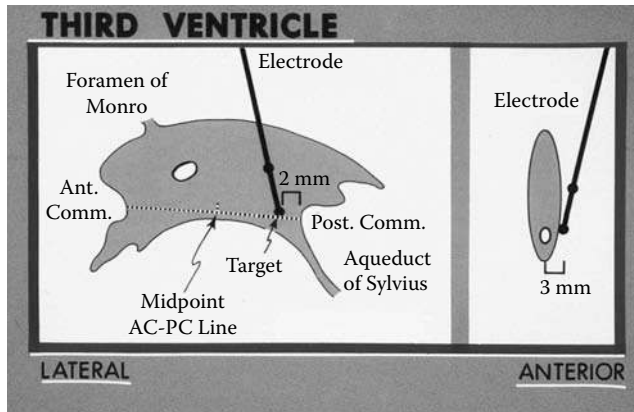 THIRD VENTRICLE
Electrode
Foramen of
Monro
Ant.
Comm.
2 mm
Post. Comm.
Target
Midpoint
AC-PC Line
Aqueduct
of Sylvius
LATERAL
Electrode
3 mm
ANTERIOR